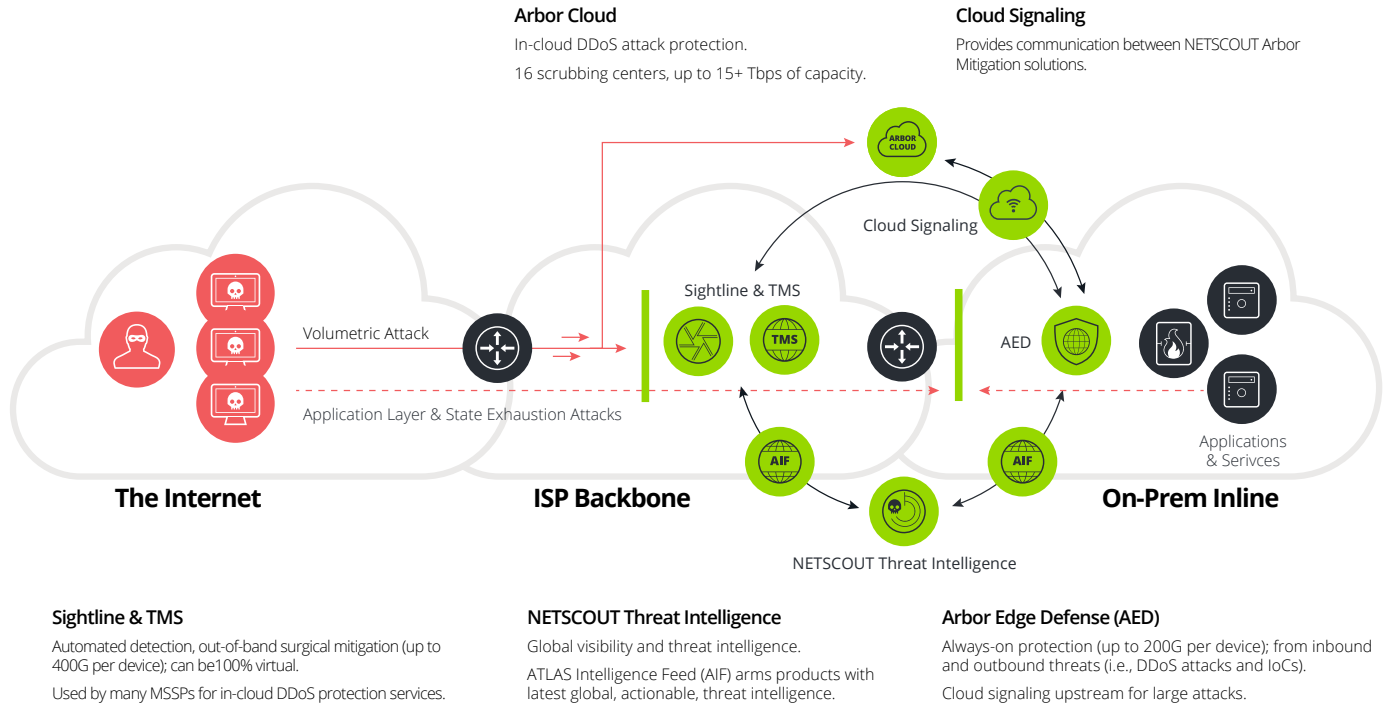 Arbor Cloud
In-cloud DDoS attack protection.
16 scrubbing centers, up to 15+ Tbps of capacity.
Cloud Signaling
Provides communication between NETSCOUT Arbor
Mitigation solutions.
ARBOR
CLOUD
Cloud Signaling
Sightline & TMS
Volumetric Attack
TMS
AED
Application Layer & State Exhaustion Attacks
Applications
& Serivcces
AIF
AIF
The Internet
ISP Backbone
On-Prem Inline
NETSCOUT Threat Intelligence
Sightline & TMS
Automated detection, out-of-band surgical mitigation (up to
400G per device); can be100% virtual.
Used by many MSSPs for in-cloud DDoS protection services.
NETSCOUT Threat Intelligence
Global visibility and threat intelligence.
ATLAS Intelligence Feed (AIF) arms products with
latest global, actionable, threat intelligence.
Arbor Edge Defense (AED)
Always-on protection (up to 200G per device); from inbound
and outbound threats (i.e., DDoS attacks and IoCs).
Cloud signaling upstream for large attacks.